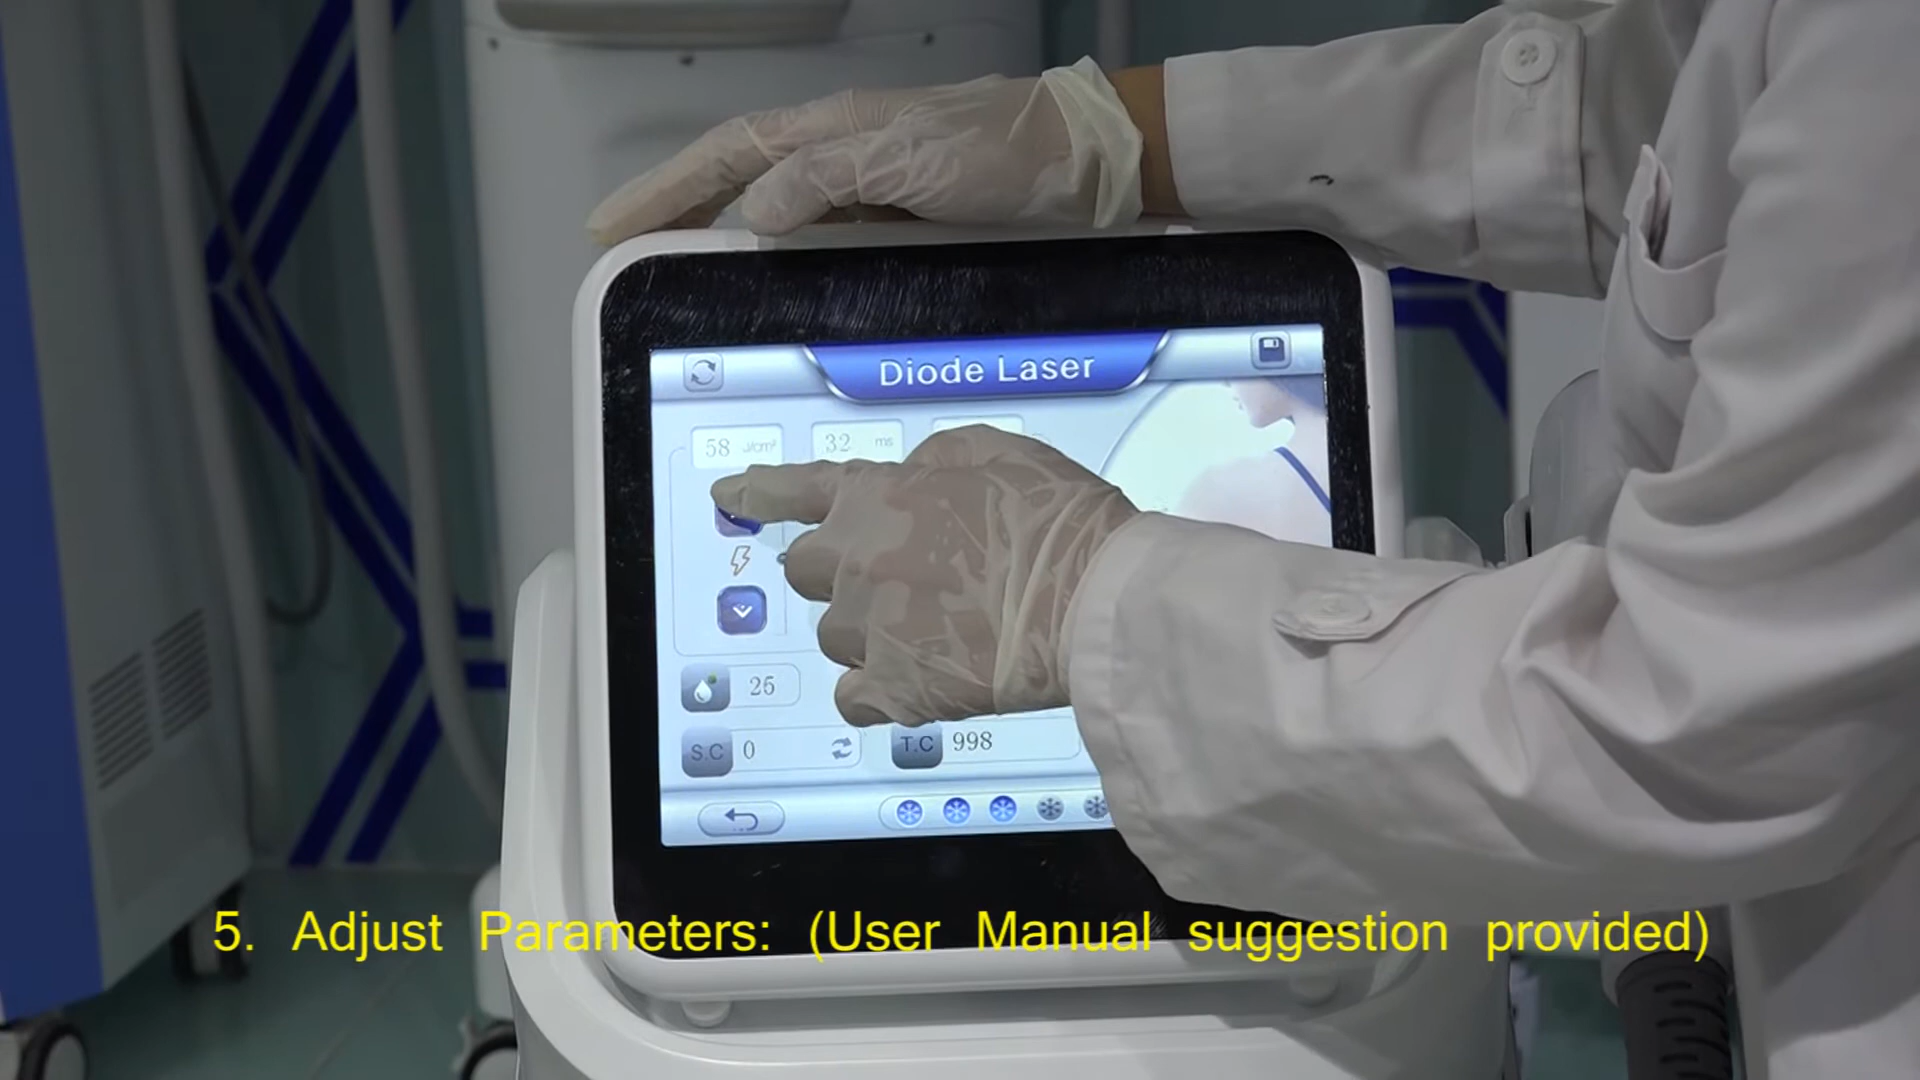 Diode Laser
58 J/cm² 32 ms
25
S.C 0 T.C 998
5. Adjust Parameters: (User Manual suggestion provided)